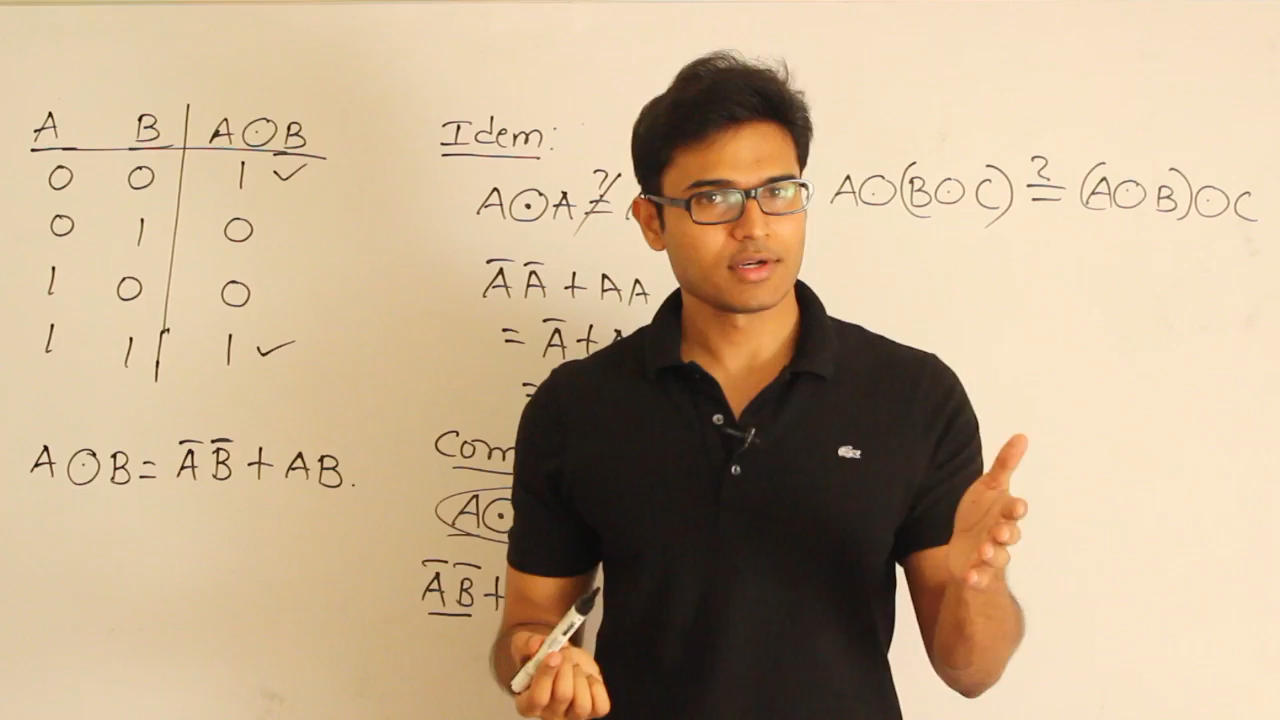 A B A⊙B
0 0 1 ✓
0 1 0
1 0 0
1 1 1 ✓
A⊙B = A̅ B̅ + AB.
Idem:
A⊙A ≠?
A̅ A̅ + AA
= A̅ +
=
Com
A⊙
A̅ B̅ +
A⊙(B⊙C) ≟ (A⊙B)⊙C